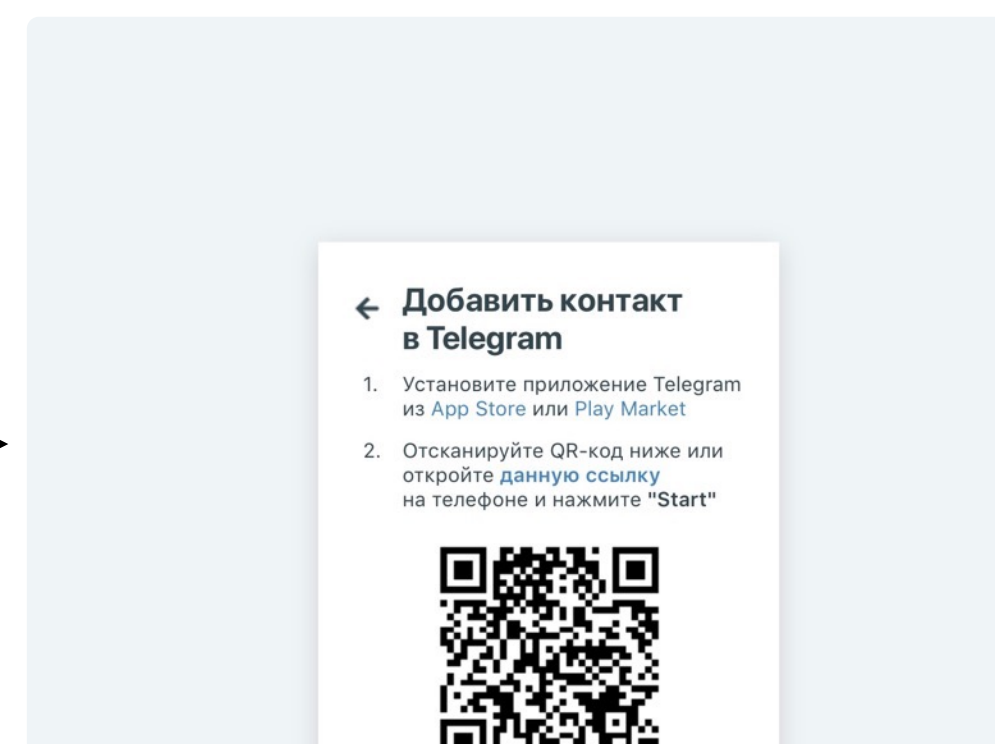 Добавить контакт
в Telegram
1. Установите приложение Telegram
из App Store или Play Market
2. Отсканируйте QR-код ниже или
откройте данную ссылку
на телефоне и нажмите "Start"